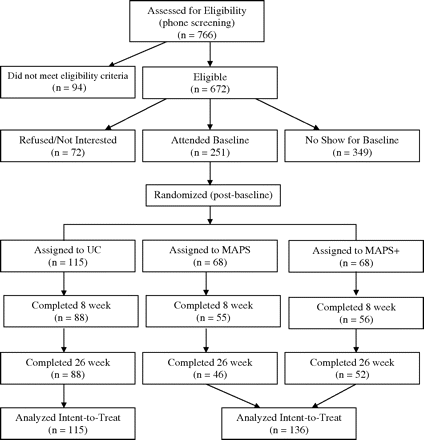 Assessed for Eligibility
(phone screening)
(n = 766)
Did not meet eligibility criteria
(n = 94)
Eligible
(n = 672)
Refused/Not Interested
(n = 72)
Attended Baseline
(n = 251)
No Show for Baseline
(n = 349)
Randomized (post-baseline)
Assigned to UC
(n = 115)
Assigned to MAPS
(n = 68)
Assigned to MAPS+
(n = 68)
Completed 8 week
(n = 88)
Completed 8 week
(n = 55)
Completed 8 week
(n = 56)
Completed 26 week
(n = 88)
Completed 26 week
(n = 46)
Completed 26 week
(n = 52)
Analyzed Intent-to-Treat
(n = 115)
Analyzed Intent-to-Treat
(n = 136)